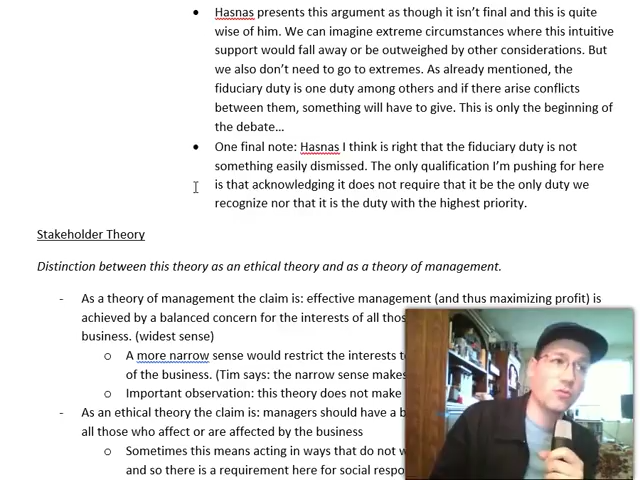 • Hasnas presents this argument as though it isn't final and this is quite
wise of him. We can imagine extreme circumstances where this intuitive
support would fall away or be outweighed by other considerations. But
we also don't need to go to extremes. As already mentioned, the
fiduciary duty is one duty among others and if there arise conflicts
between them, something will have to give. This is only the beginning of
the debate…
• One final note: Hasnas I think is right that the fiduciary duty is not
something easily dismissed. The only qualification I'm pushing for here
is that acknowledging it does not require that it be the only duty we
recognize nor that it is the duty with the highest priority.
Stakeholder Theory
Distinction between this theory as an ethical theory and as a theory of management.
- As a theory of management the claim is: effective management (and thus maximizing profit) is
achieved by a balanced concern for the interests of all those
business. (widest sense)
o A more narrow sense would restrict the interests
of the business. (Tim says: the narrow sense makes
o Important observation: this theory does not make
- As an ethical theory the claim is: managers should have a
all those who affect or are affected by the business
o Sometimes this means acting in ways that do not
and so there is a requirement here for social